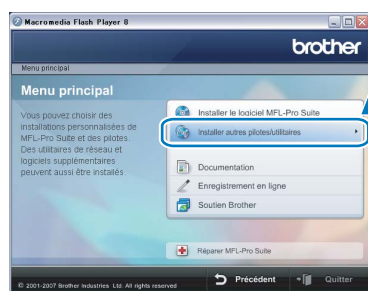 Macromedia Flash Player 8
brother
Menu principal
Menu principal
Vous pouvez choisir des
installations personnalisées de
MFL-Pro Suite et des pilotes.
Des utilitaires de réseau et
logiciels supplémentaires
peuvent aussi être installés
Installer le logiciel MFL-Pro Suite
Installer autres pilotes/utilitaires
Documentation
Enregistrement en ligne
Soutien Brother
Réparer MFL-Pro Suite
© 2001-2007 Brother Industries Ltd. All rights reserved
Précédent
Quitter